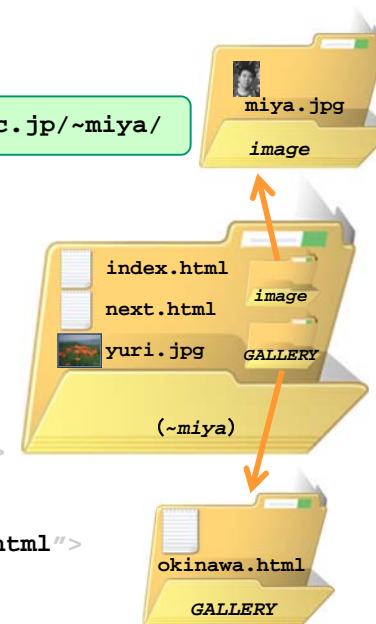 miya.jpg
image
c.jp/~miya/
index.html
image
next.html
yuri.jpg
GALLERY
(~miya)
>
html">
okinawa.html
GALLERY